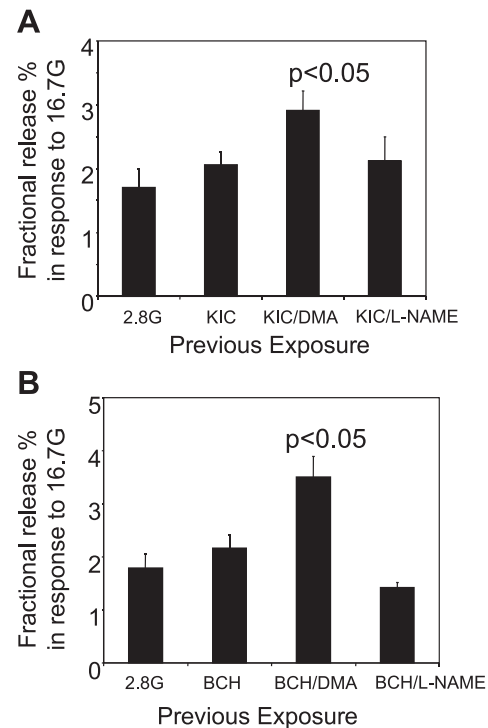 A
Fractional release %
in response to 16.7G
4
3
2
1
0
p<0.05
2.8G KIC KIC/DMA KIC/L-NAME
Previous Exposure
B
Fractional release %
in response to 16.7G
5
4
3
2
1
0
p<0.05
2.8G BCH BCH/DMA BCH/L-NAME
Previous Exposure